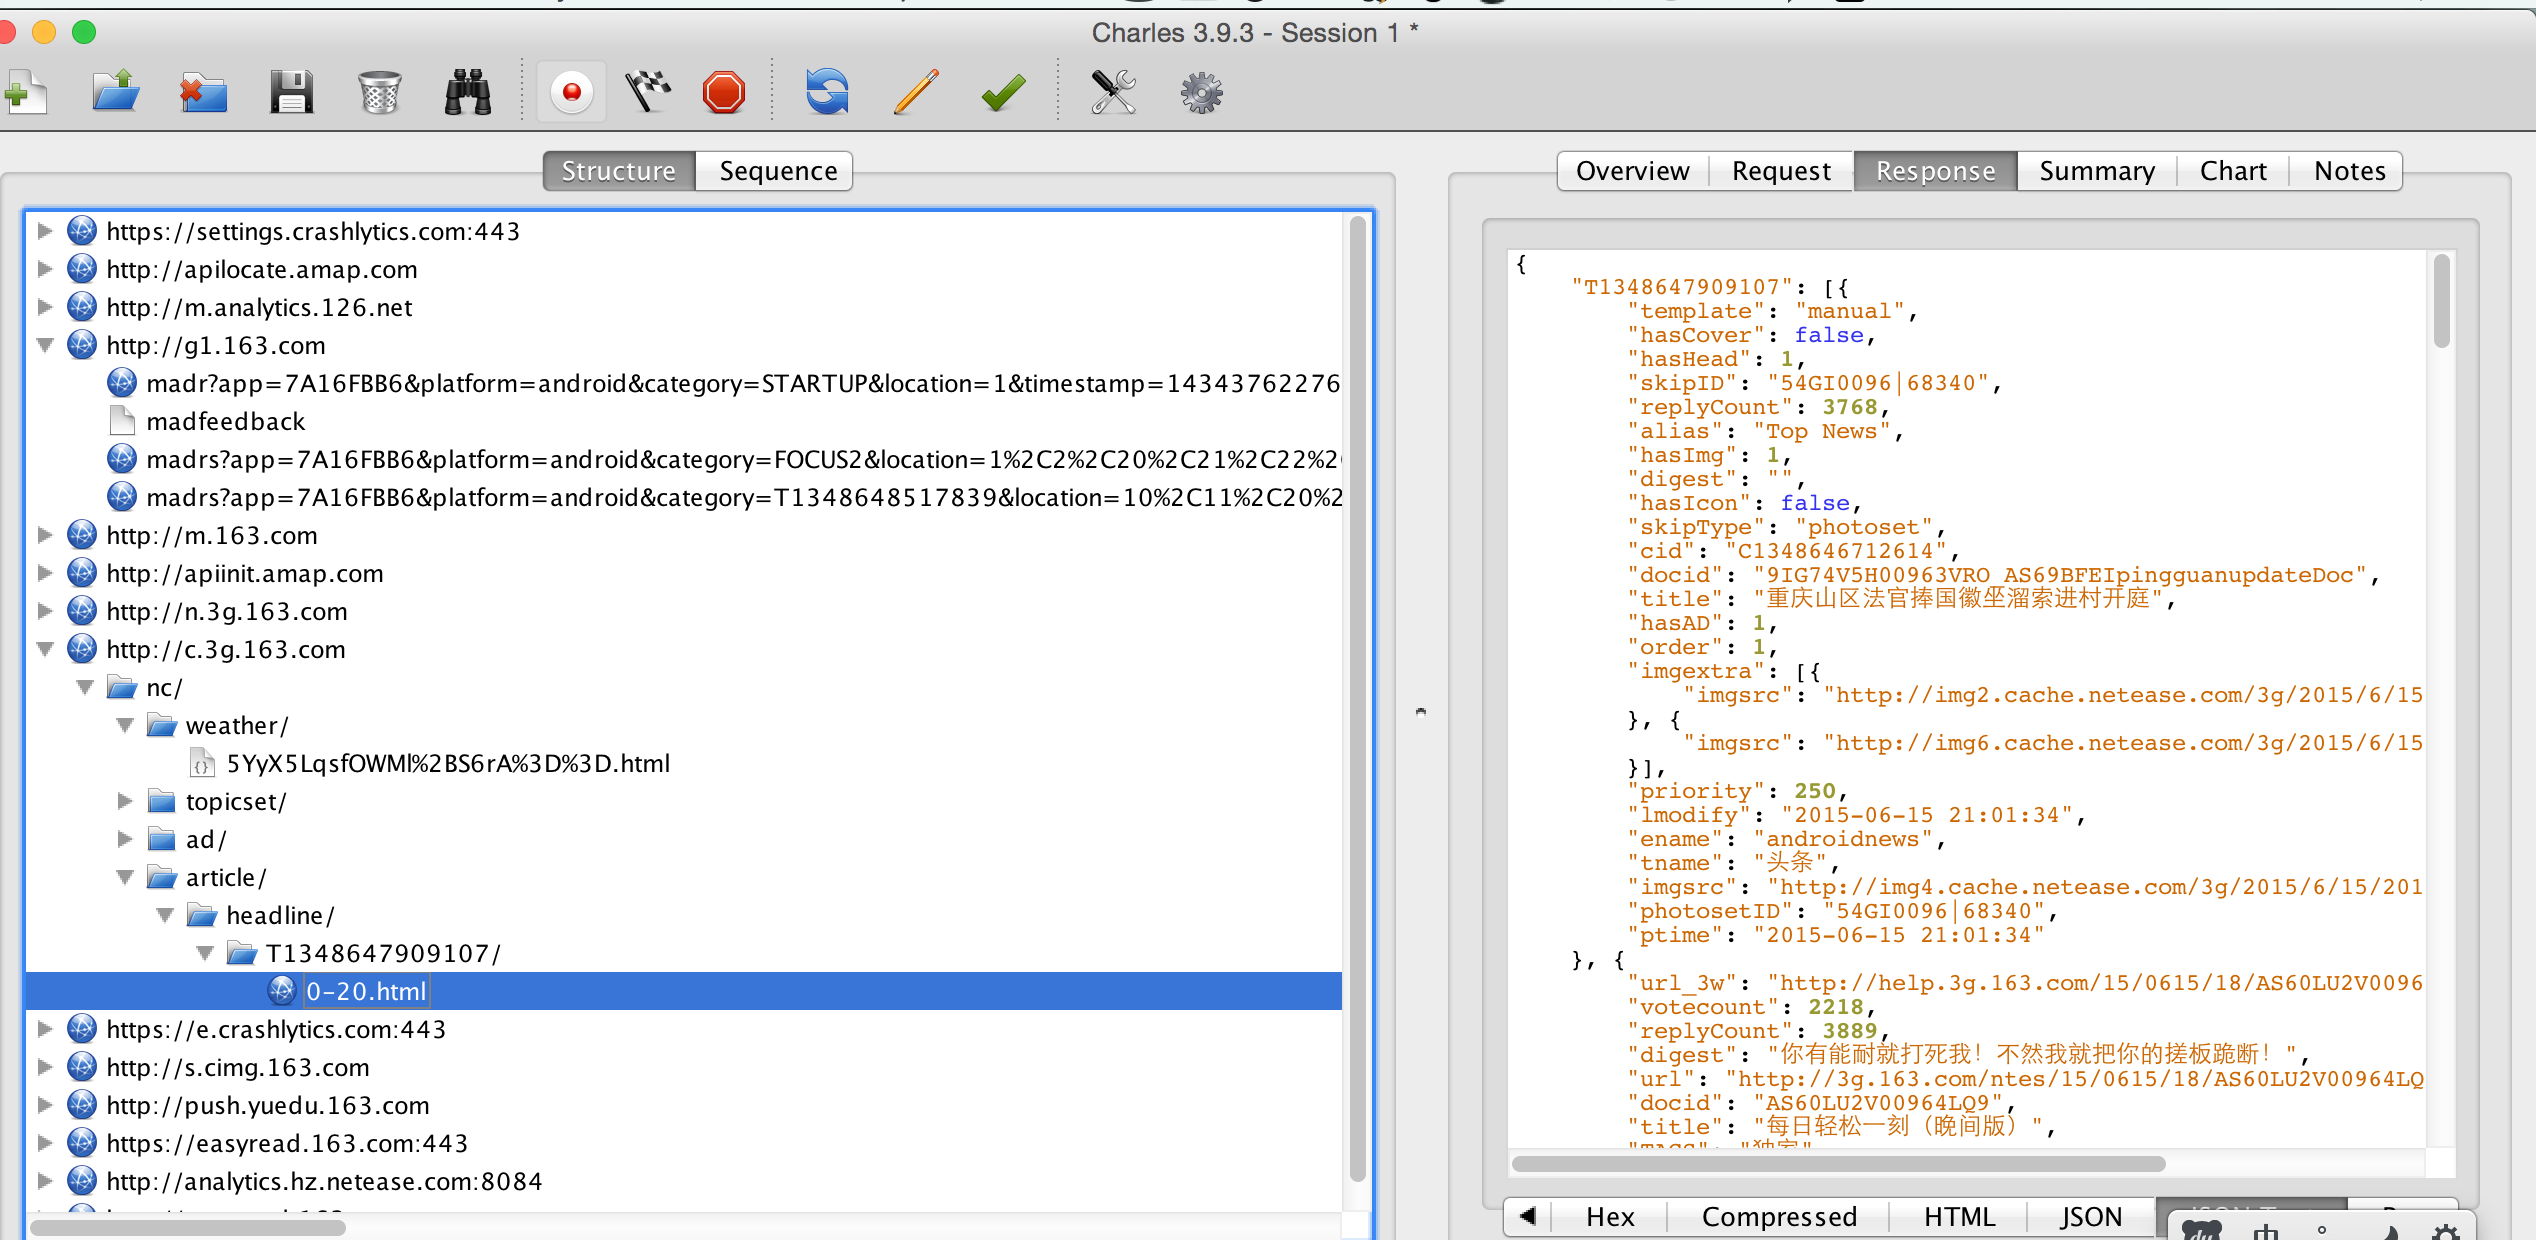 Charles 3.9.3 - Session 1 *
Structure
Sequence
https://settings.crashlytics.com:443
http://apilocate.amap.com
http://m.analytics.126.net
http://g1.163.com
madr?app=7A16FBB6&platform=android&category=STARTUP&location=1&timestamp=14343762276
madfeedback
madrs?app=7A16FBB6&platform=android&category=FOCUS2&location=1%2C2%2C20%2C21%2C22%2
madrs?app=7A16FBB6&platform=android&category=T1348648517839&location=10%2C11%2C20%2
http://m.163.com
http://apiinit.amap.com
http://n.3g.163.com
http://c.3g.163.com
nc/
weather/
5YyX5LqsfOWMl%2BS6rA%3D%3D.html
topicset/
ad/
article/
headline/
T1348647909107/
0-20.html
https://e.crashlytics.com:443
http://s.cimg.163.com
http://push.yuedu.163.com
https://easyread.163.com:443
http://analytics.hz.netease.com:8084
Overview
Request
Response
Summary
Chart
Notes
{
"T1348647909107": [{
"template": "manual",
"hasCover": false,
"hasHead": 1,
"skipID": "54GI0096|68340",
"replyCount": 3768,
"alias": "Top News",
"hasImg": 1,
"digest": "",
"hasIcon": false,
"skipType": "photoset",
"cid": "C1348646712614",
"docid": "9IG74V5H00963VRO_AS69BFEIpingguanupdateDoc",
"title": "重庆山区法官捧国徽坐溜索进村开庭",
"hasAD": 1,
"order": 1,
"imgextra": [{
"imgsrc": "http://img2.cache.netease.com/3g/2015/6/15
}, {
"imgsrc": "http://img6.cache.netease.com/3g/2015/6/15
}],
"priority": 250,
"lmodify": "2015-06-15 21:01:34",
"ename": "androidnews",
"tname": "头条",
"imgsrc": "http://img4.cache.netease.com/3g/2015/6/15/201
"photosetID": "54GI0096|68340",
"ptime": "2015-06-15 21:01:34"
}, {
"url_3w": "http://help.3g.163.com/15/0615/18/AS60LU2V0096
"votecount": 2218,
"replyCount": 3889,
"digest": "你有能耐就打死我！不然我就把你的搓板跪断！",
"url": "http://3g.163.com/ntes/15/0615/18/AS60LU2V00964LQ
"docid": "AS60LU2V00964LQ9",
"title": "每日轻松一刻（晚间版）",
Hex
Compressed
HTML
JSON